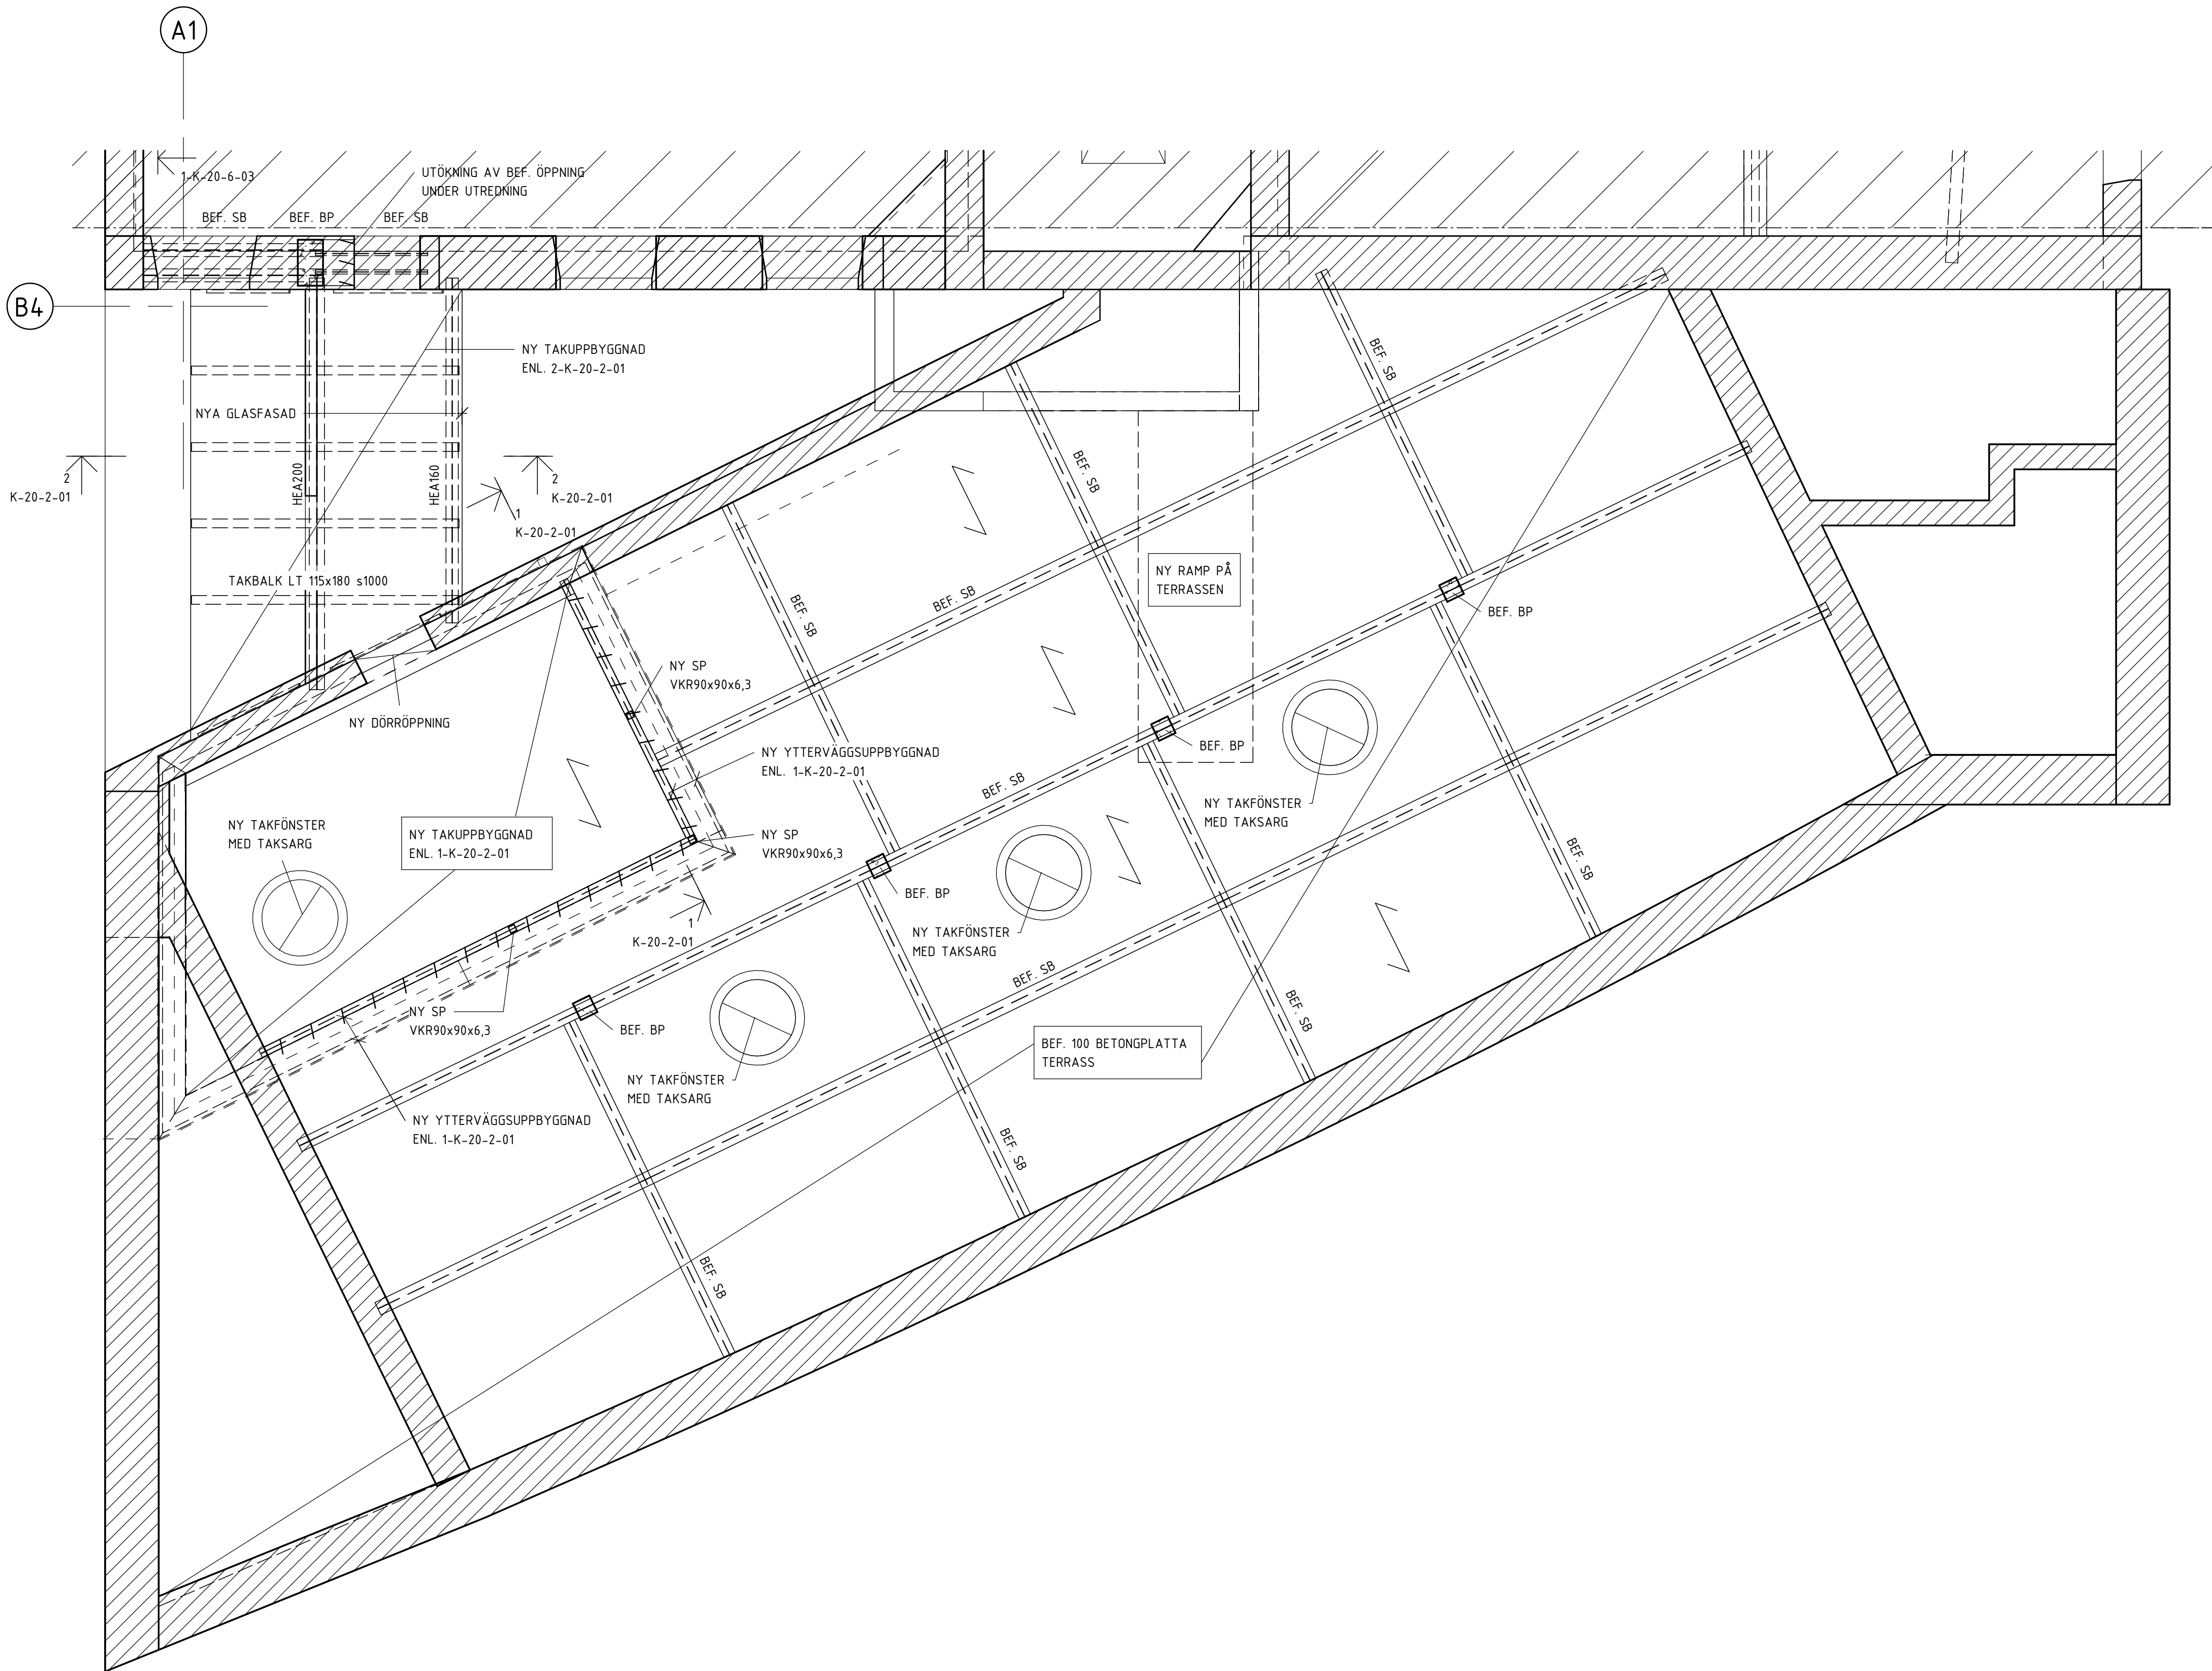 A1
1-K-20-6-03
UTÖKNING AV BEF. ÖPPNING
UNDER UTREDNING
BEF. SB
BEF. BP
BEF. SB
B4
NY TAKUPPBYGGNAD
ENL. 2-K-20-2-01
NYA GLASFASAD
BEF. SB
2
K-20-2-01
HEA200
HEA160
2
K-20-2-01
1
K-20-2-01
BEF. SB
TAKBALK LT 115x180 s1000
NY RAMP PÅ
TERRASSEN
BEF. SB
BEF. SB
BEF. BP
NY SP
VKR90x90x6,3
NY DÖRRÖPPNING
NY YTTERVÄGGSUPPBYGGNAD
ENL. 1-K-20-2-01
BEF. BP
BEF. SB
NY TAKFÖNSTER
MED TAKSARG
NY TAKFÖNSTER
MED TAKSARG
NY TAKUPPBYGGNAD
ENL. 1-K-20-2-01
NY SP
VKR90x90x6,3
BEF. SB
BEF. BP
1
K-20-2-01
NY TAKFÖNSTER
MED TAKSARG
BEF. SB
NY SP
VKR90x90x6,3
BEF. BP
BEF. SB
BEF. 100 BETONGPLATTA
TERRASS
NY TAKFÖNSTER
MED TAKSARG
NY YTTERVÄGGSUPPBYGGNAD
ENL. 1-K-20-2-01
BEF. SB
BEF. SB